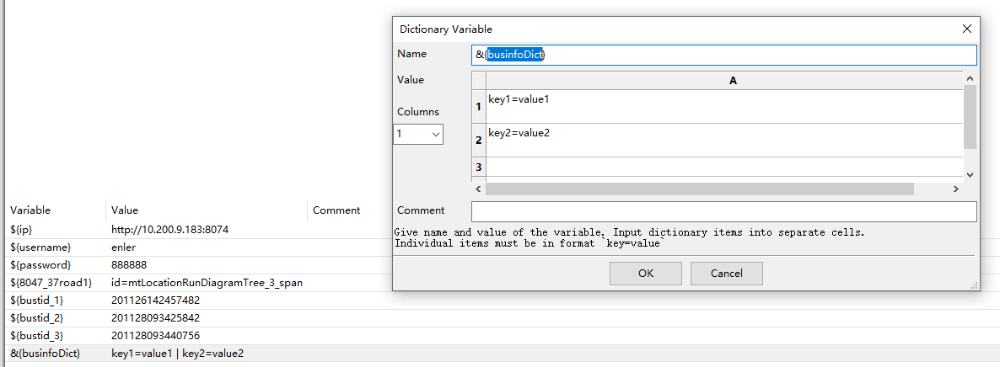 Dictionary Variable
Name
&{businfoDict}
Value
A
1
key1=value1
Columns
1
2
key2=value2
3
Comment
Give name and value of the variable. Input dictionary items into separate cells.
Individual items must be in format `key=value`
OK
Cancel
Variable
Value
Comment
${ip}
http://10.200.9.183:8074
${username}
enler
${password}
888888
${8047_37road1}
id=mtLocationRunDiagramTree_3_span
${bustid_1}
201126142457482
${bustid_2}
201128093425842
${bustid_3}
201128093440756
&{businfoDict}
key1=value1 | key2=value2